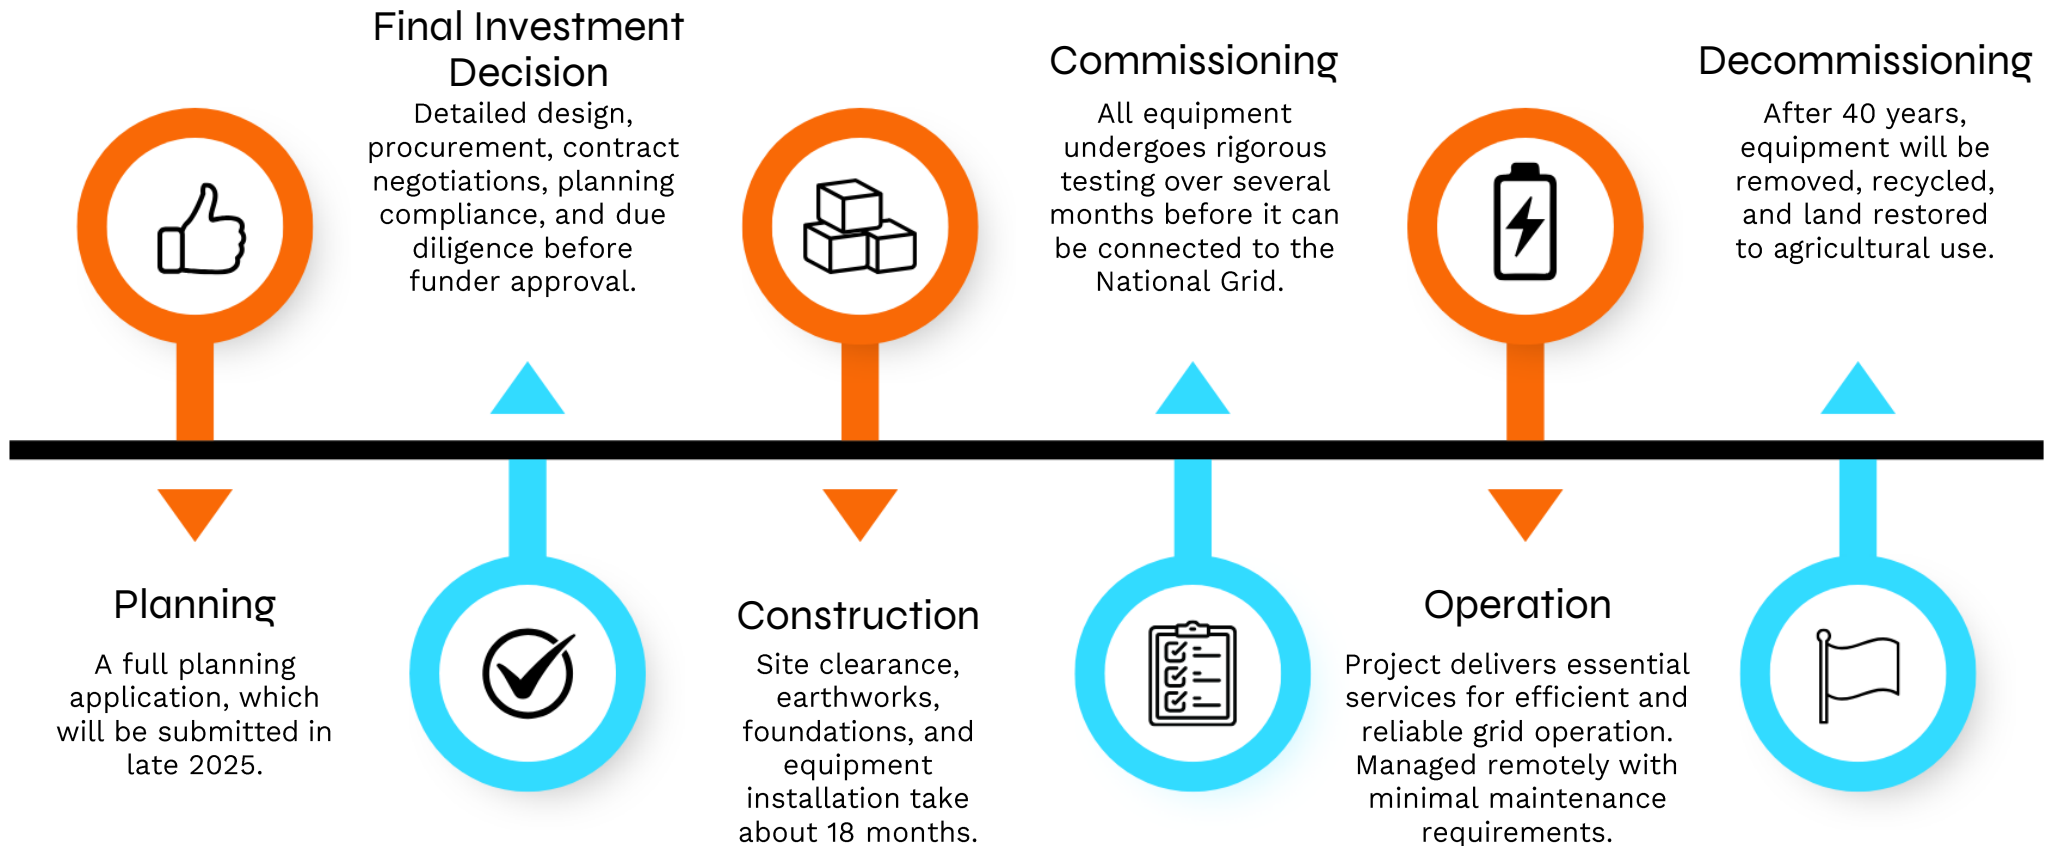 Planning
A full planning
application, which
will be submitted in
late 2025.
Final Investment
Decision
Detailed design,
procurement, contract
negotiations, planning
compliance, and due
diligence before
funder approval.
Construction
Site clearance,
earthworks,
foundations, and
equipment
installation take
about 18 months.
Commissioning
All equipment
undergoes rigorous
testing over several
months before it can
be connected to the
National Grid.
Operation
Project delivers essential
services for efficient and
reliable grid operation.
Managed remotely with
minimal maintenance
requirements.
Decommissioning
After 40 years,
equipment will be
removed, recycled,
and land restored
to agricultural use.